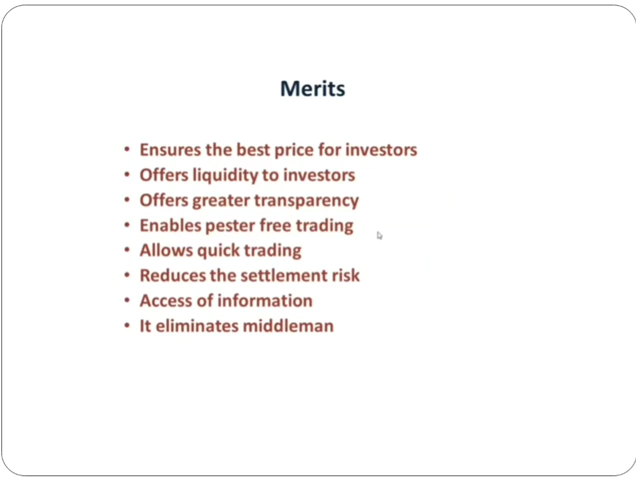 Merits
• Ensures the best price for investors
• Offers liquidity to investors
• Offers greater transparency
• Enables pester free trading
• Allows quick trading
• Reduces the settlement risk
• Access of information
• It eliminates middleman